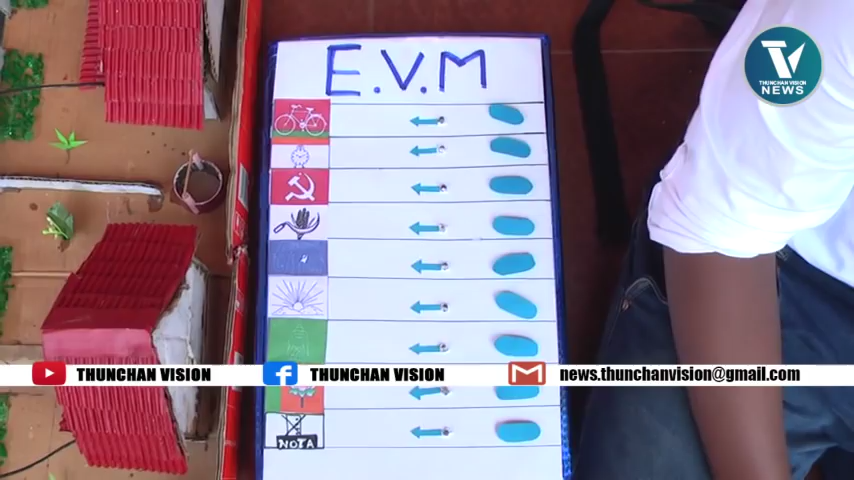 THUNCHAN VISION
NEWS
E.V.M
THUNCHAN VISION THUNCHAN VISION news.thunchanvision@gmail.com
NOTA